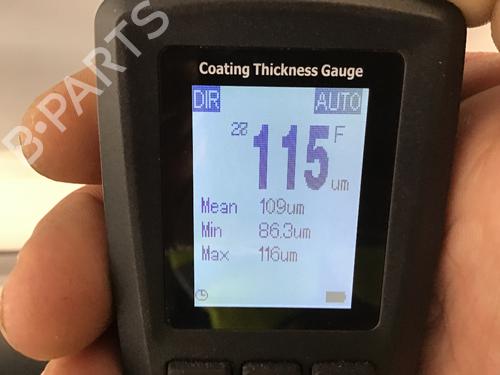 B-PARTS
Coating Thickness Gauge
DIR AUTO
28 115 F
um
Mean 109um
Min 86.3um
Max 116um